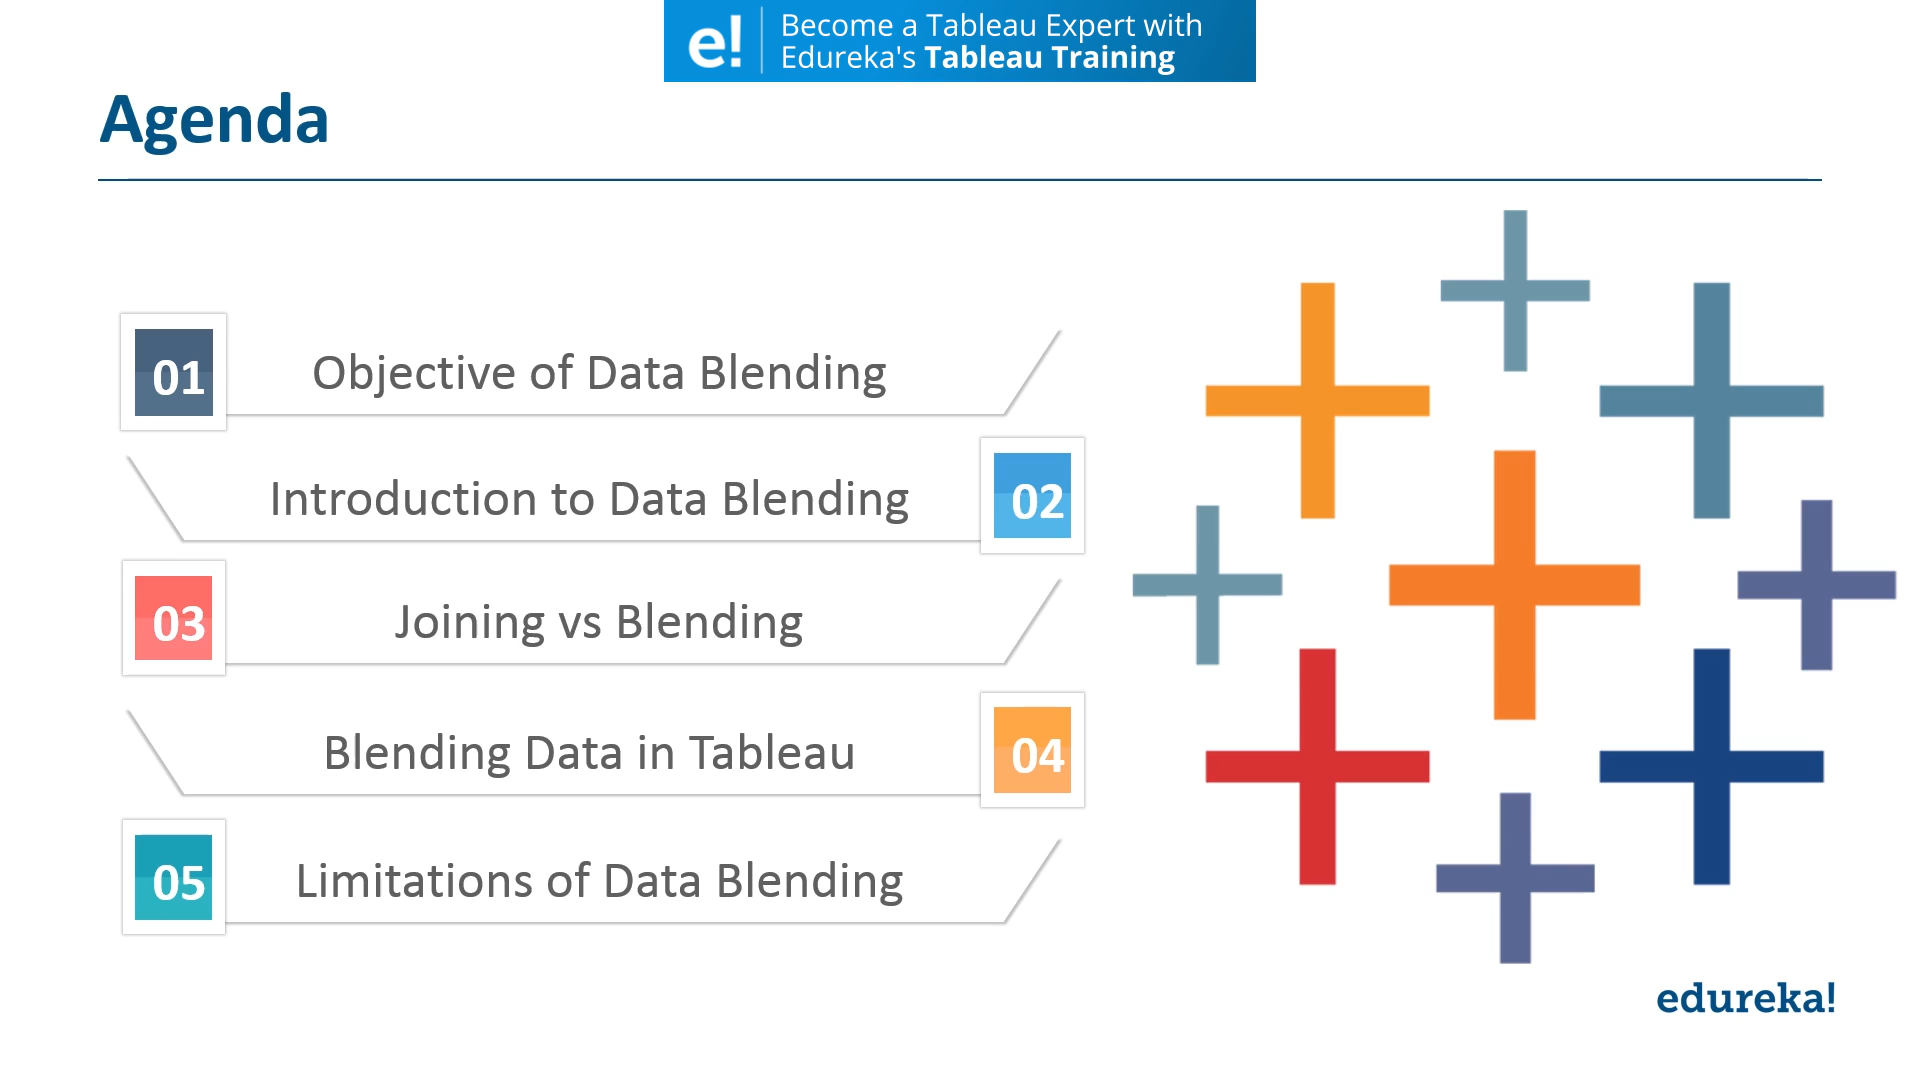 e! Become a Tableau Expert with
Edureka's Tableau Training
Agenda
01 Objective of Data Blending
Introduction to Data Blending 02
03 Joining vs Blending
Blending Data in Tableau 04
05 Limitations of Data Blending
edureka!